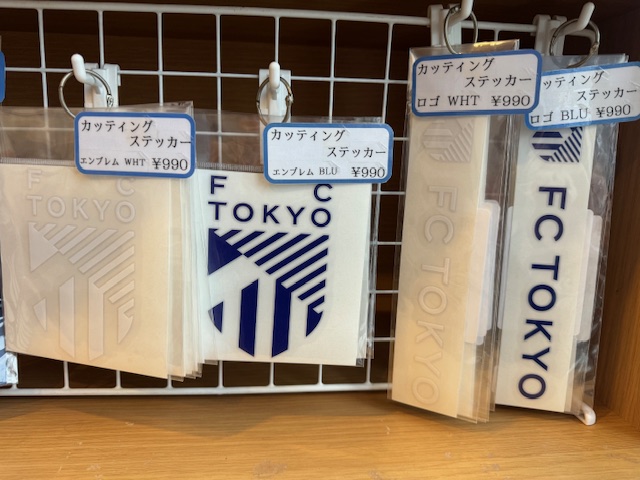 カッティング
ステッカー
エンブレム WHT ¥990
カッティング
ステッカー
エンブレム BLU ¥990
カッティング
ステッカー
ロゴ WHT ¥990
カッティング
ステッカー
ロゴ BLU ¥990
F C
TOKYO
F C
TOKYO
FC TOKYO
FC TOKYO